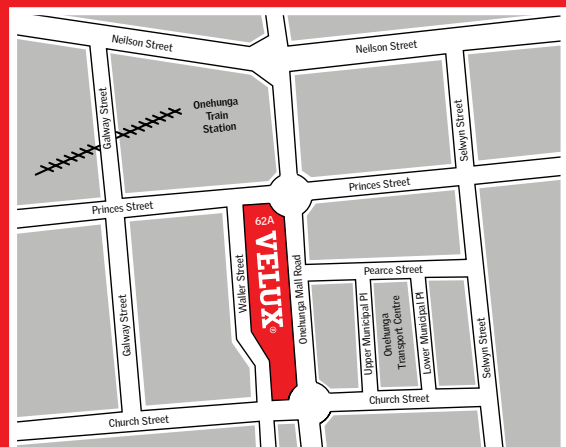 Neilson Street
Neilson Street
Galway Street
Onehunga
Train
Station
Selwyn Street
Princes Street
Princes Street
62A
VELUX®
Waller Street
Onehunga Mall Road
Pearce Street
Galway Street
Upper Municipal Pl
Onehunga
Transport Centre
Lower Municipal Pl
Selwyn Street
Church Street
Church Street